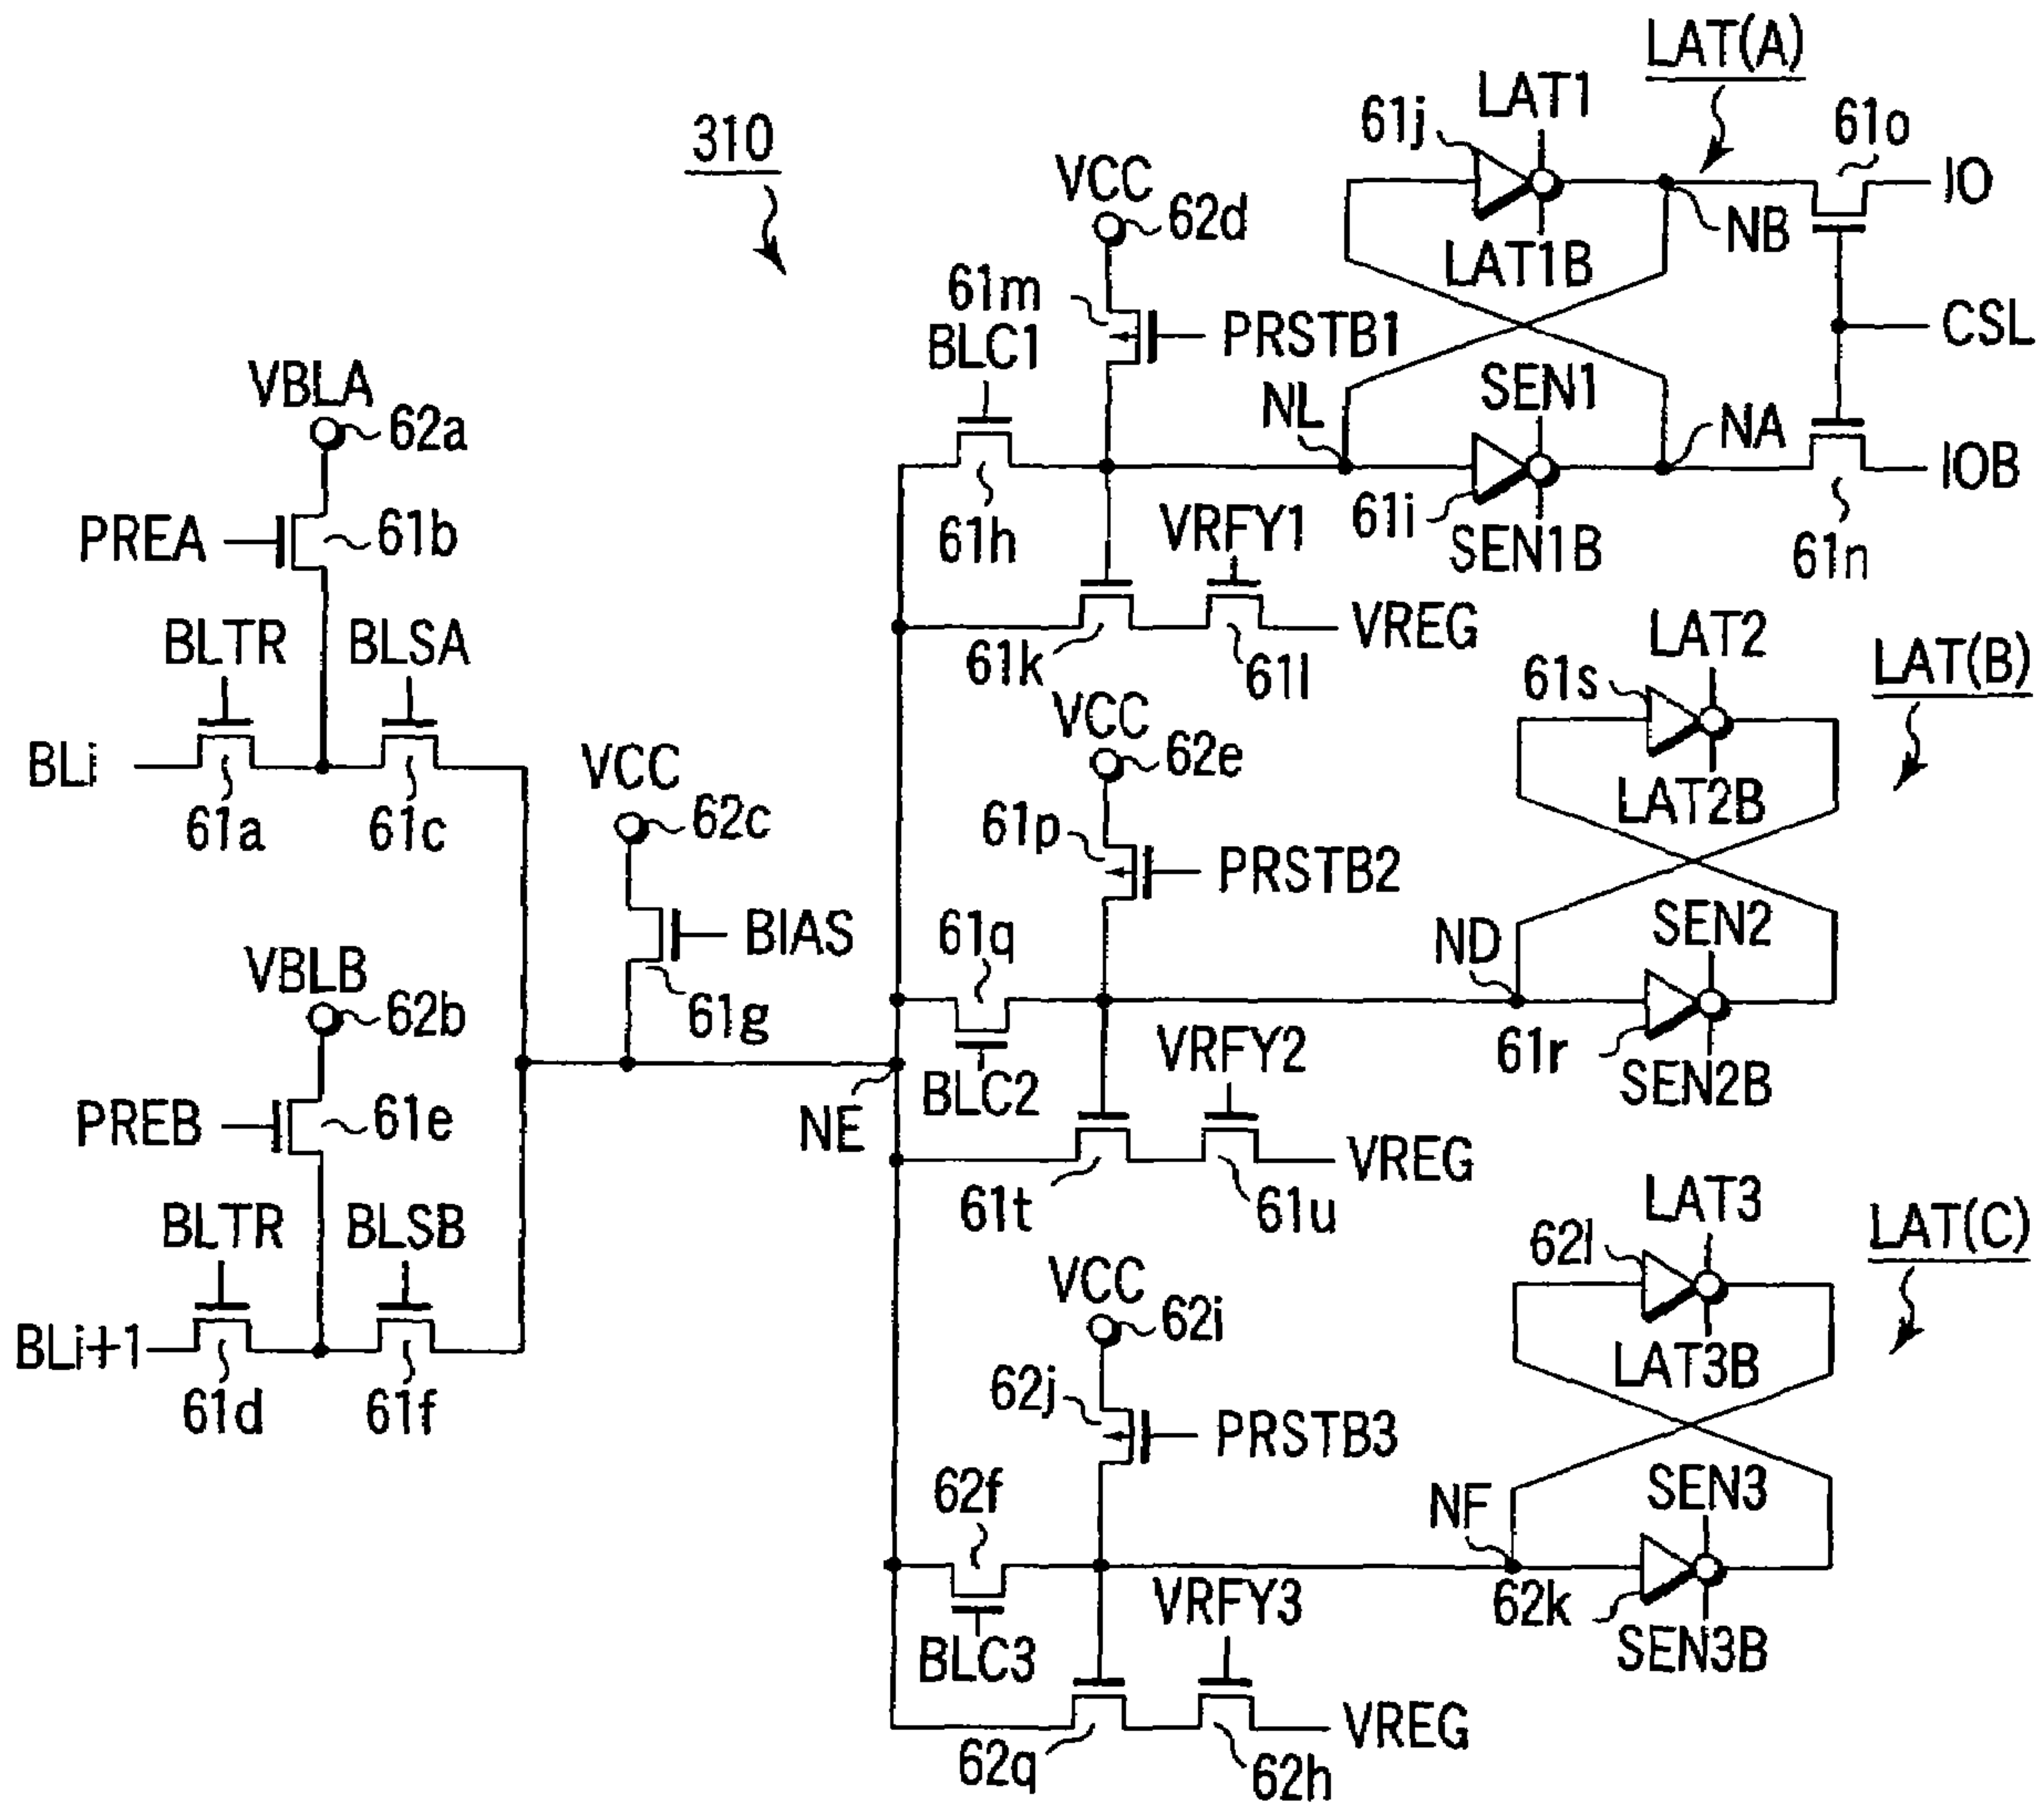 LAT(A)
LAT1
61j
61o
310
VCC
IO
62d
NB
LAT1B
61m
BLC1
PRSTB1
CSL
VBLA
SEN1
NL
62a
NA
IOB
PREA
61b
61h
VRFY1
61i
SEN1B
61n
BLTR
BLSA
VREG
LAT2
61k
61l
61s
LAT(B)
VCC
BLi
VCC
62e
61a
61c
62c
LAT2B
61p
PRSTB2
BIAS
61q
SEN2
VBLB
ND
62b
61g
VRFY2
61r
BLC2
SEN2B
PREB
61e
NE
VREG
61t
61u
LAT3
BLTR
BLSB
62l
LAT(C)
VCC
62i
BLi+1
LAT3B
62j
61d
61f
PRSTB3
62f
SEN3
NF
VRFY3
62k
BLC3
SEN3B
VREG
62q
62h